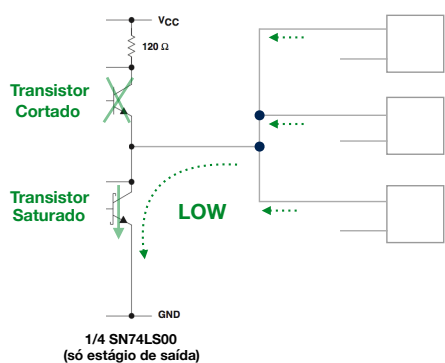 VCC
120 Ω
Transistor
Cortado
Transistor
Saturado
LOW
GND
1/4 SN74LS00
(só estágio de saída)